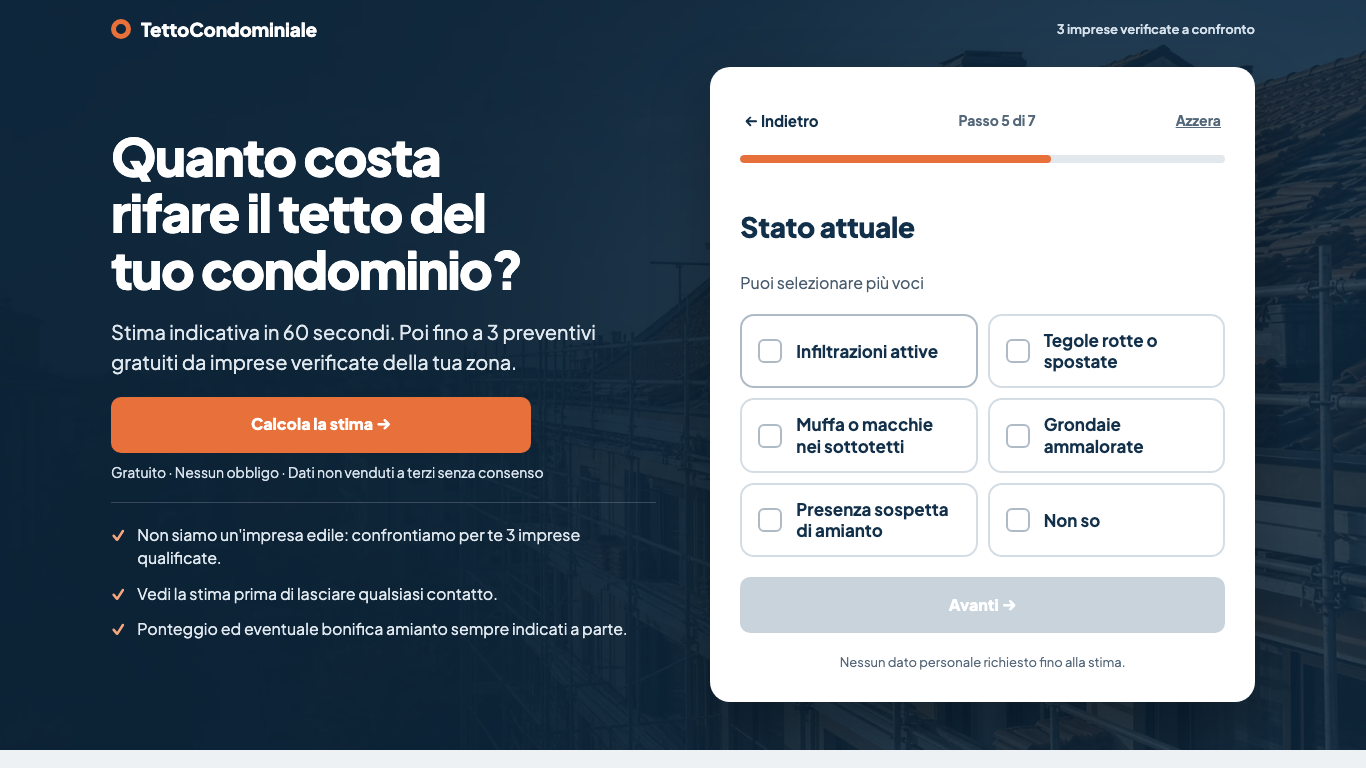 TettoCondominiale
3 imprese verificate a confronto
Quanto costa
rifare il tetto del
tuo condominio?
Stima indicativa in 60 secondi. Poi fino a 3 preventivi
gratuiti da imprese verificate della tua zona.
Calcola la stima →
Gratuito · Nessun obbligo · Dati non venduti a terzi senza consenso
Non siamo un'impresa edile: confrontiamo per te 3 imprese
qualificate.
Vedi la stima prima di lasciare qualsiasi contatto.
Ponteggio ed eventuale bonifica amianto sempre indicati a parte.
← Indietro
Passo 5 di 7
Azzera
Stato attuale
Puoi selezionare più voci
Infiltrazioni attive
Tegole rotte o
spostate
Muffa o macchie
nei sottotetti
Grondaie
ammalorate
Presenza sospetta
di amianto
Non so
Avanti →
Nessun dato personale richiesto fino alla stima.